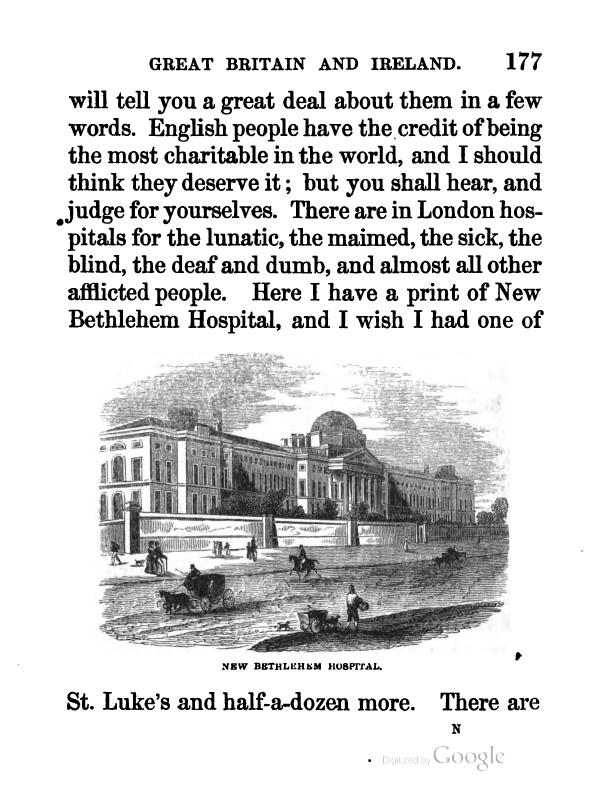 GREAT BRITAIN AND IRELAND. 177
will tell you a great deal about them in a few
words. English people have the credit of being
the most charitable in the world, and I should
think they deserve it; but you shall hear, and
judge for yourselves. There are in London hos-
pitals for the lunatic, the maimed, the sick, the
blind, the deaf and dumb, and almost all other
afflicted people. Here I have a print of New
Bethlehem Hospital, and I wish I had one of
NEW BETHLEHEM HOSPITAL.
St. Luke's and half-a-dozen more. There are
N
Digitized by Google